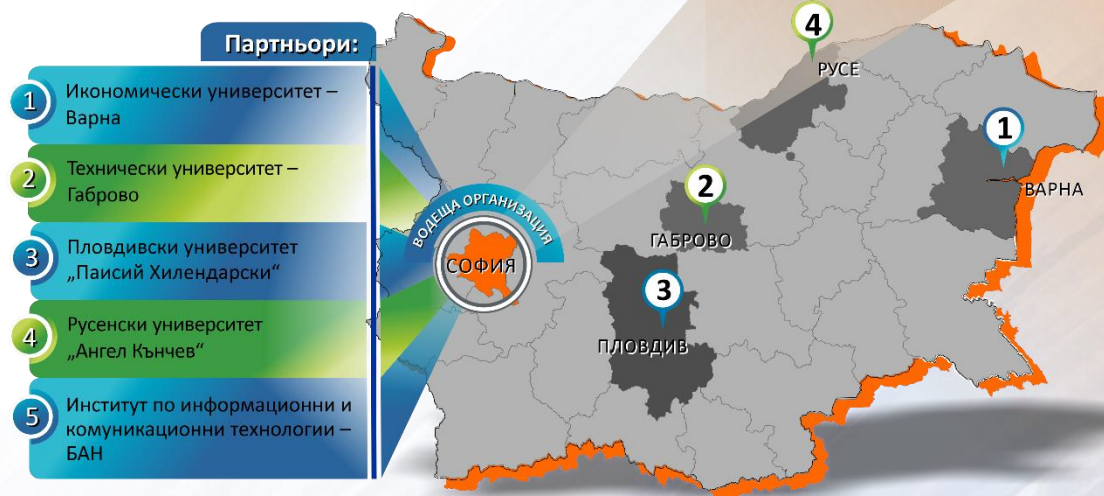 Партньори:
1
Икономически университет –
Варна
2
Технически университет –
Габрово
3
Пловдивски университет
„Паисий Хилендарски“
4
Русенски университет
„Ангел Кънчев“
5
Институт по информационни и
комуникационни технологии –
БАН
ВОДЕЩА ОРГАНИЗАЦИЯ
СОФИЯ
4
РУСЕ
1
ВАРНА
2
ГАБРОВО
3
ПЛОВДИВ